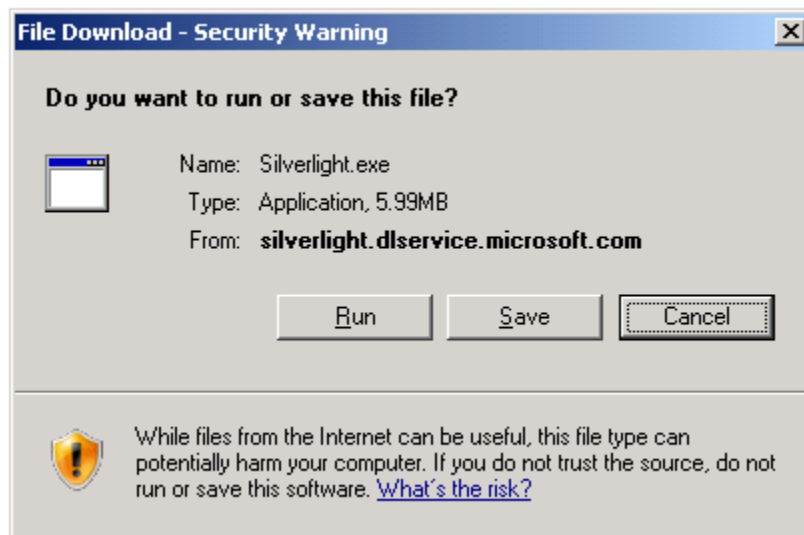 File Download - Security Warning
Do you want to run or save this file?
Name: Silverlight.exe
Type: Application, 5.99MB
From: silverlight.dlservice.microsoft.com
Run Save Cancel
While files from the Internet can be useful, this file type can
potentially harm your computer. If you do not trust the source, do not
run or save this software. What's the risk?